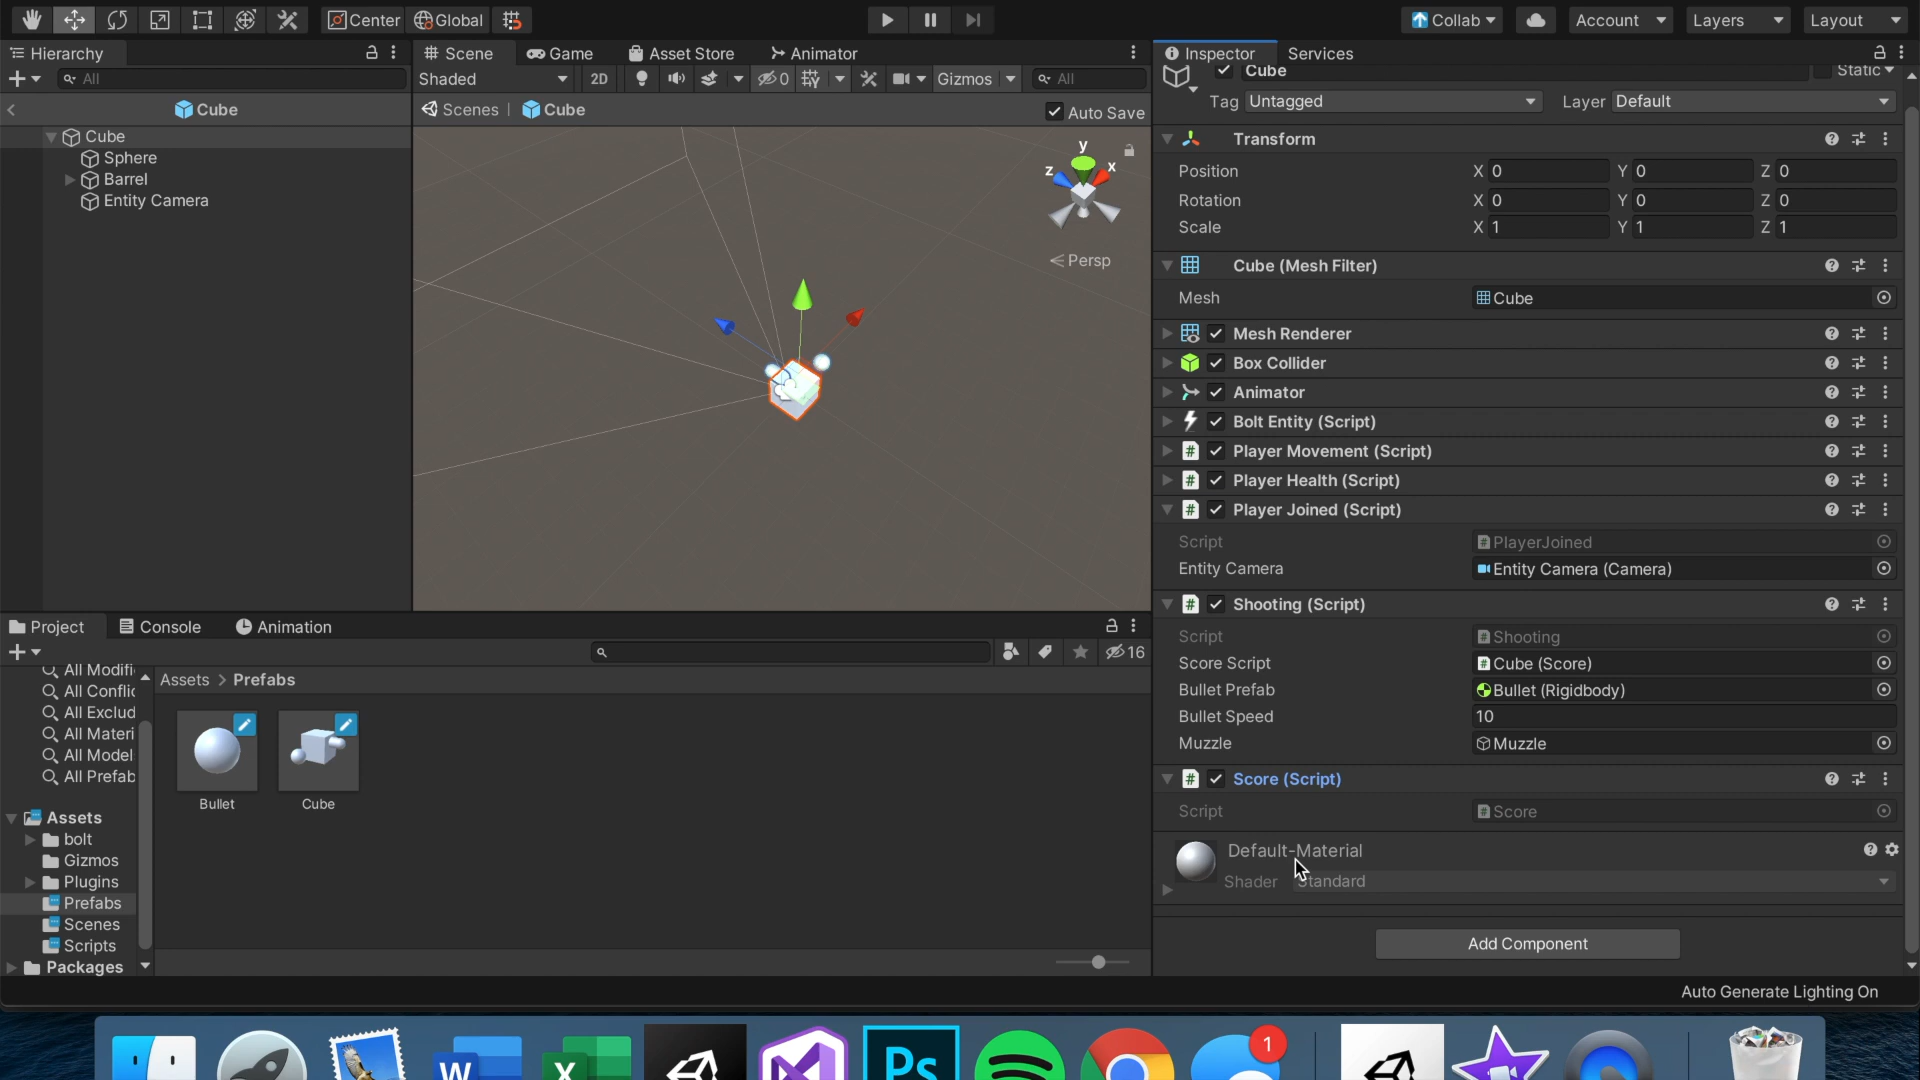 Center
Global
Collab
Account
Layers
Layout
Hierarchy
All
Cube
Cube
Sphere
Barrel
Entity Camera
Scene
Game
Asset Store
Animator
Shaded
2D
0
Gizmos
All
Scenes
Cube
Auto Save
y
z
x
Persp
Project
Console
Animation
16
All Modifi
All Conflic
All Exclud
All Materi
All Model
All Prefab
Assets
bolt
Gizmos
Plugins
Prefabs
Scenes
Scripts
Packages
Assets > Prefabs
Bullet
Cube
Inspector
Services
Cube
Static
Tag Untagged
Layer Default
Transform
Position X 0 Y 0 Z 0
Rotation X 0 Y 0 Z 0
Scale X 1 Y 1 Z 1
Cube (Mesh Filter)
Mesh Cube
Mesh Renderer
Box Collider
Animator
Bolt Entity (Script)
Player Movement (Script)
Player Health (Script)
Player Joined (Script)
Script PlayerJoined
Entity Camera Entity Camera (Camera)
Shooting (Script)
Script Shooting
Score Script Cube (Score)
Bullet Prefab Bullet (Rigidbody)
Bullet Speed 10
Muzzle Muzzle
Score (Script)
Script Score
Default-Material
Shader Standard
Add Component
Auto Generate Lighting On
W
X
Ps
1